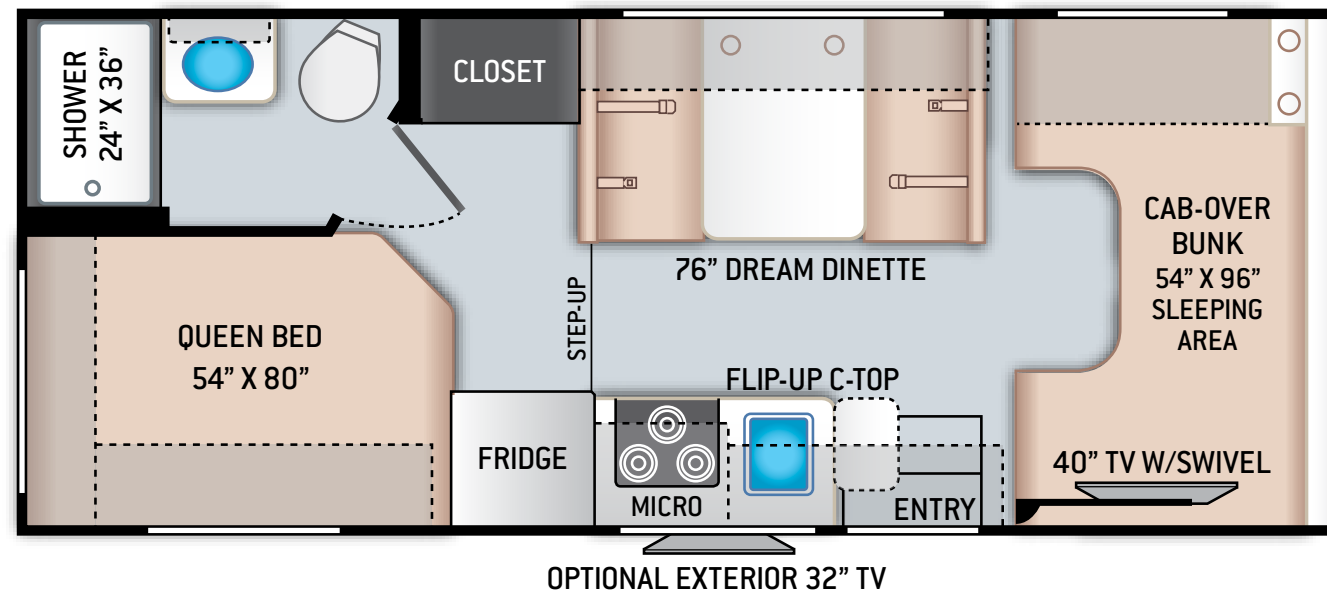 SHOWER
24” X 36”
CLOSET
76” DREAM DINETTE
CAB-OVER
BUNK
54” X 96”
SLEEPING
AREA
QUEEN BED
54” X 80”
STEP-UP
FLIP-UP C-TOP
FRIDGE
MICRO
ENTRY
40” TV W/SWIVEL
OPTIONAL EXTERIOR 32” TV